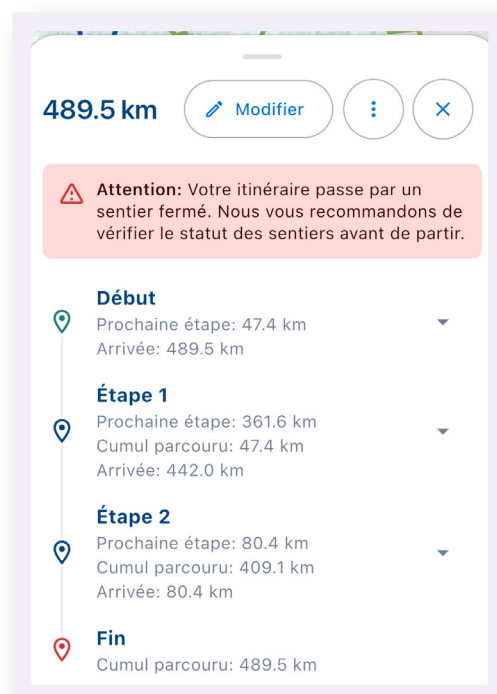 489.5 km
Modifier
Attention: Votre itinéraire passe par un
sentier fermé. Nous vous recommandons de
vérifier le statut des sentiers avant de partir.
Début
Prochaine étape: 47.4 km
Arrivée: 489.5 km
Étape 1
Prochaine étape: 361.6 km
Cumul parcouru: 47.4 km
Arrivée: 442.0 km
Étape 2
Prochaine étape: 80.4 km
Cumul parcouru: 409.1 km
Arrivée: 80.4 km
Fin
Cumul parcouru: 489.5 km